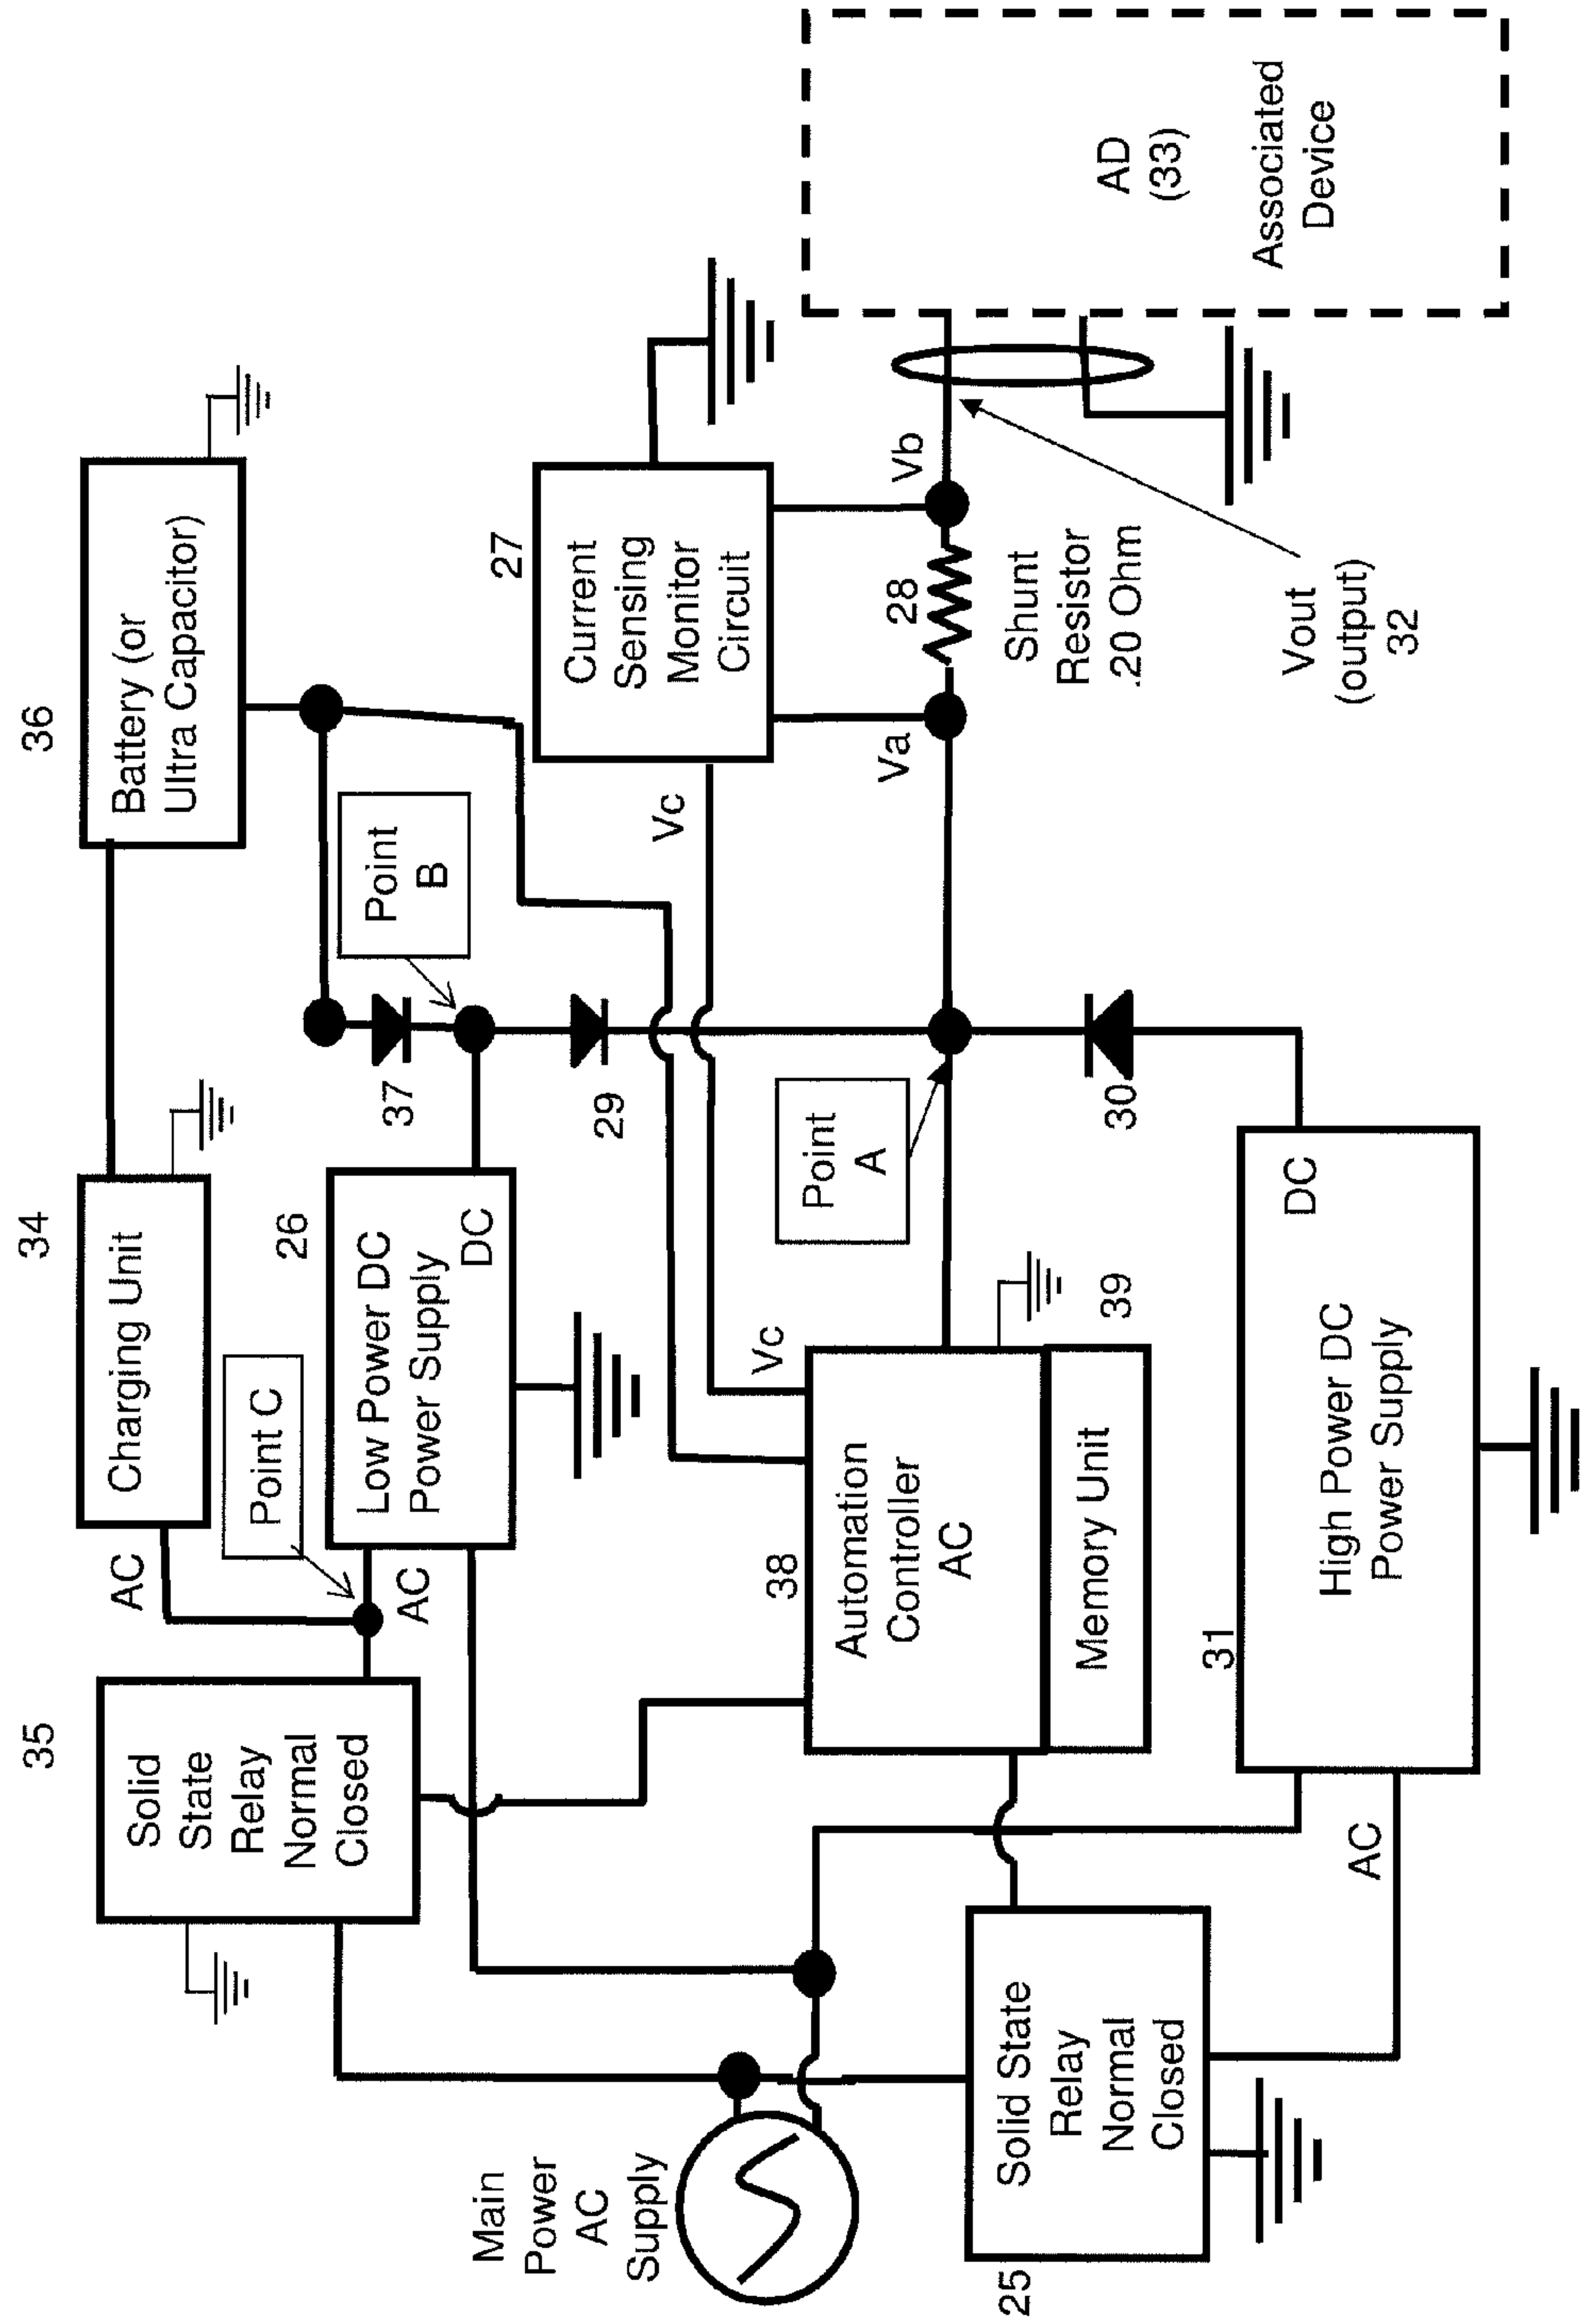 36
34
35
Battery (or
Ultra Capacitor)
Charging Unit
AC
Solid
State
Relay
Normal
Closed
Point C
26
Low Power DC
Power Supply
DC
AC
Point
B
37
29
27
Current
Sensing
Monitor
Circuit
Vc
Vc
Main
Power
AC
Supply
38
Automation
Controller
AC
Memory Unit
39
Point
A
Va
Vb
28
Shunt
Resistor
.20 Ohm
30
AD
(33)
Associated
Device
Vout
(output)
32
25
Solid State
Relay
Normal
Closed
31
High Power DC
Power Supply
DC
AC